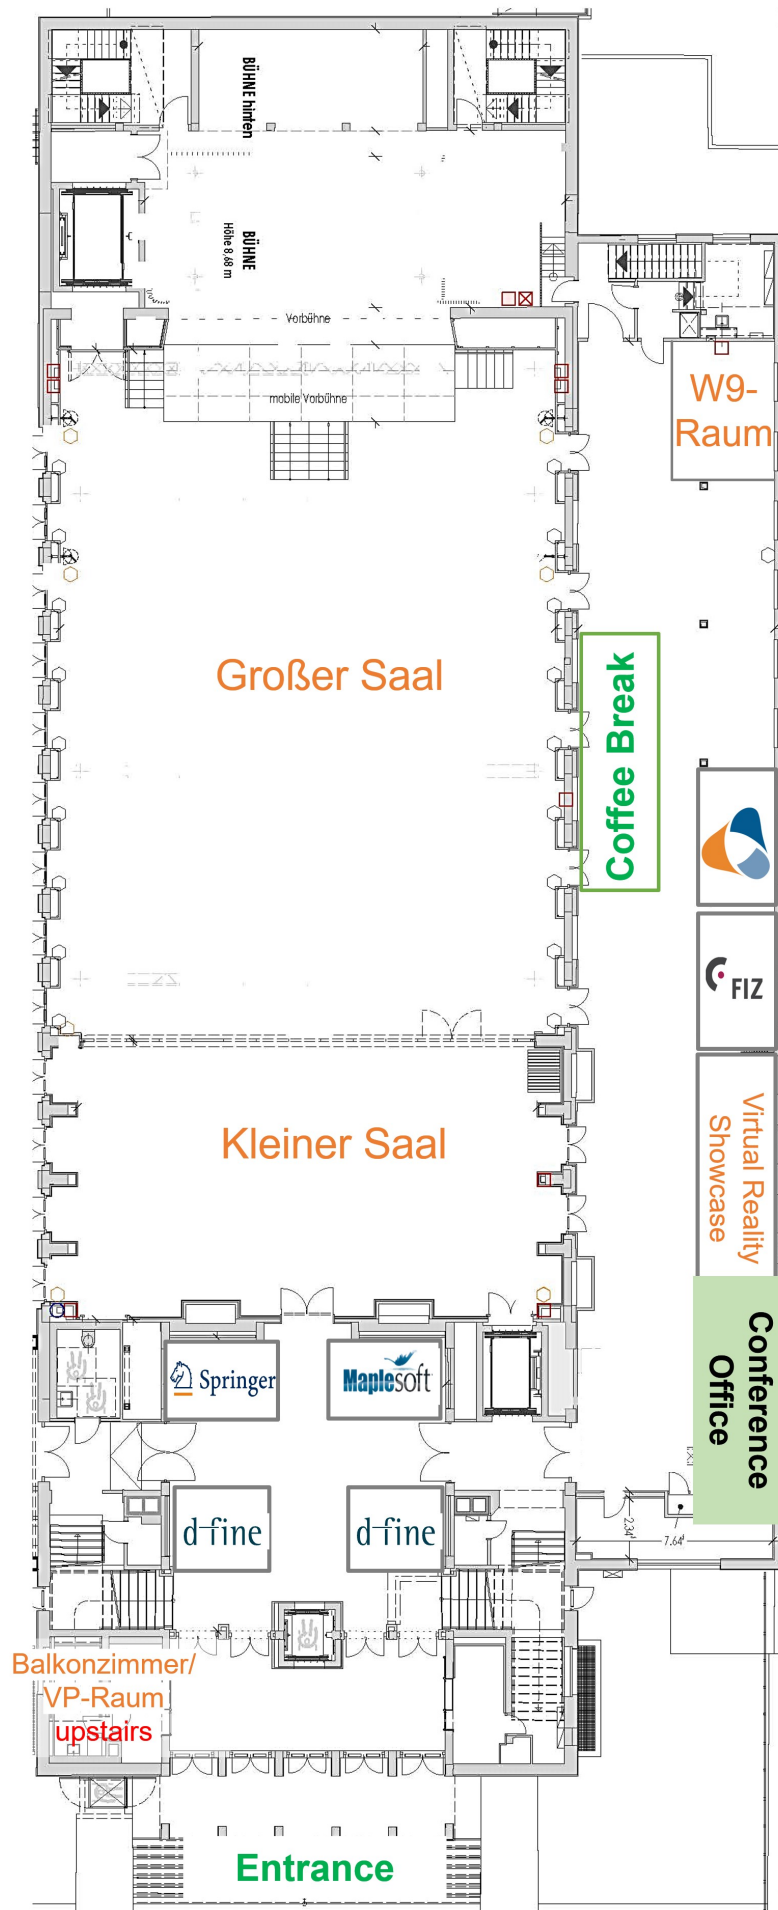 BÜHNE hinten
BÜHNE
Höhe 8,68 m
Vorbühne
mobile Vorbühne
W9-
Raum
Großer Saal
Coffee Break
FIZ
Kleiner Saal
Virtual Reality
Showcase
Conference
Office
Springer
Maplesoft
d-fine
d-fine
2.34
7.64
Balkonzimmer/
VP-Raum
upstairs
Entrance